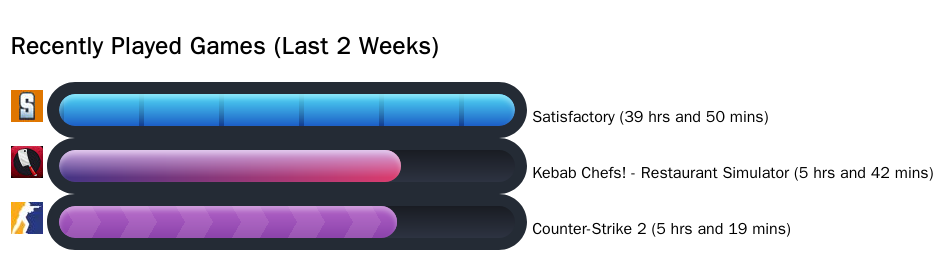 Recently Played Games (Last 2 Weeks)
S
Satisfactory (39 hrs and 50 mins)
Kebab Chefs! - Restaurant Simulator (5 hrs and 42 mins)
Counter-Strike 2 (5 hrs and 19 mins)